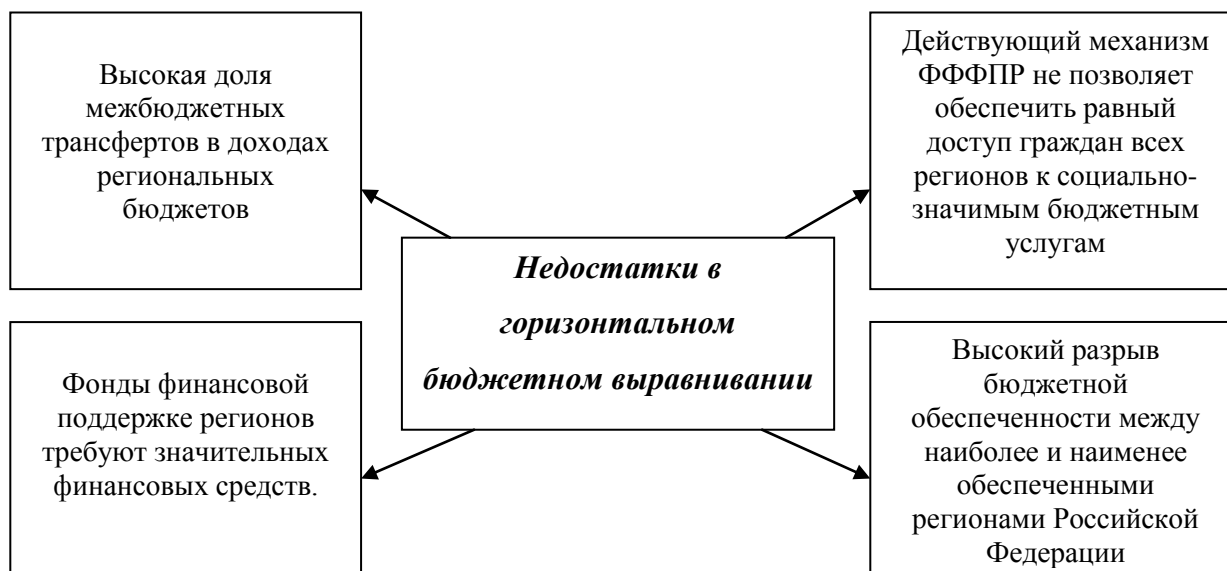 Высокая доля
межбюджетных
трансфертов в доходах
региональных
бюджетов
Действующий механизм
ФФФПР не позволяет
обеспечить равный
доступ граждан всех
регионов к социально-
значимым бюджетным
услугам
Недостатки в
горизонтальном
бюджетном выравнивании
Фонды финансовой
поддержке регионов
требуют значительных
финансовых средств.
Высокий разрыв
бюджетной
обеспеченности между
наиболее и наименее
обеспеченными
регионами Российской
Федерации